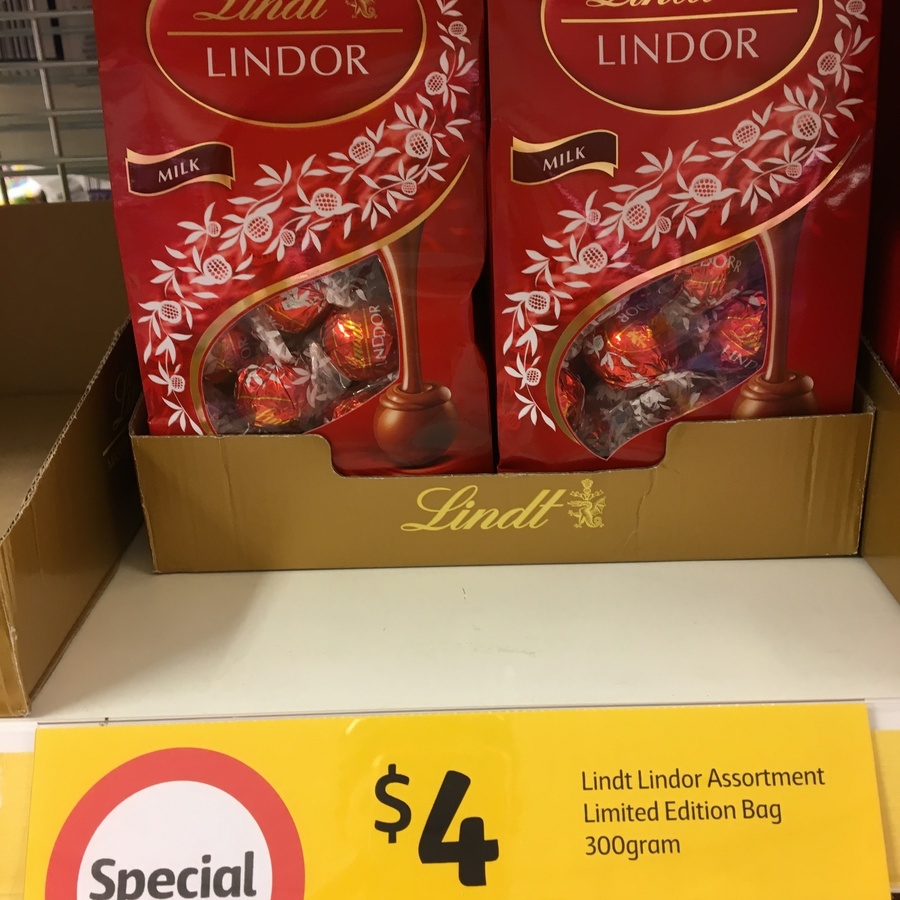 Lindt
LINDOR
MILK
Lindt
LINDOR
MILK
LINDOR
Lindt
$4
Lindt Lindor Assortment
Limited Edition Bag
300gram
Special